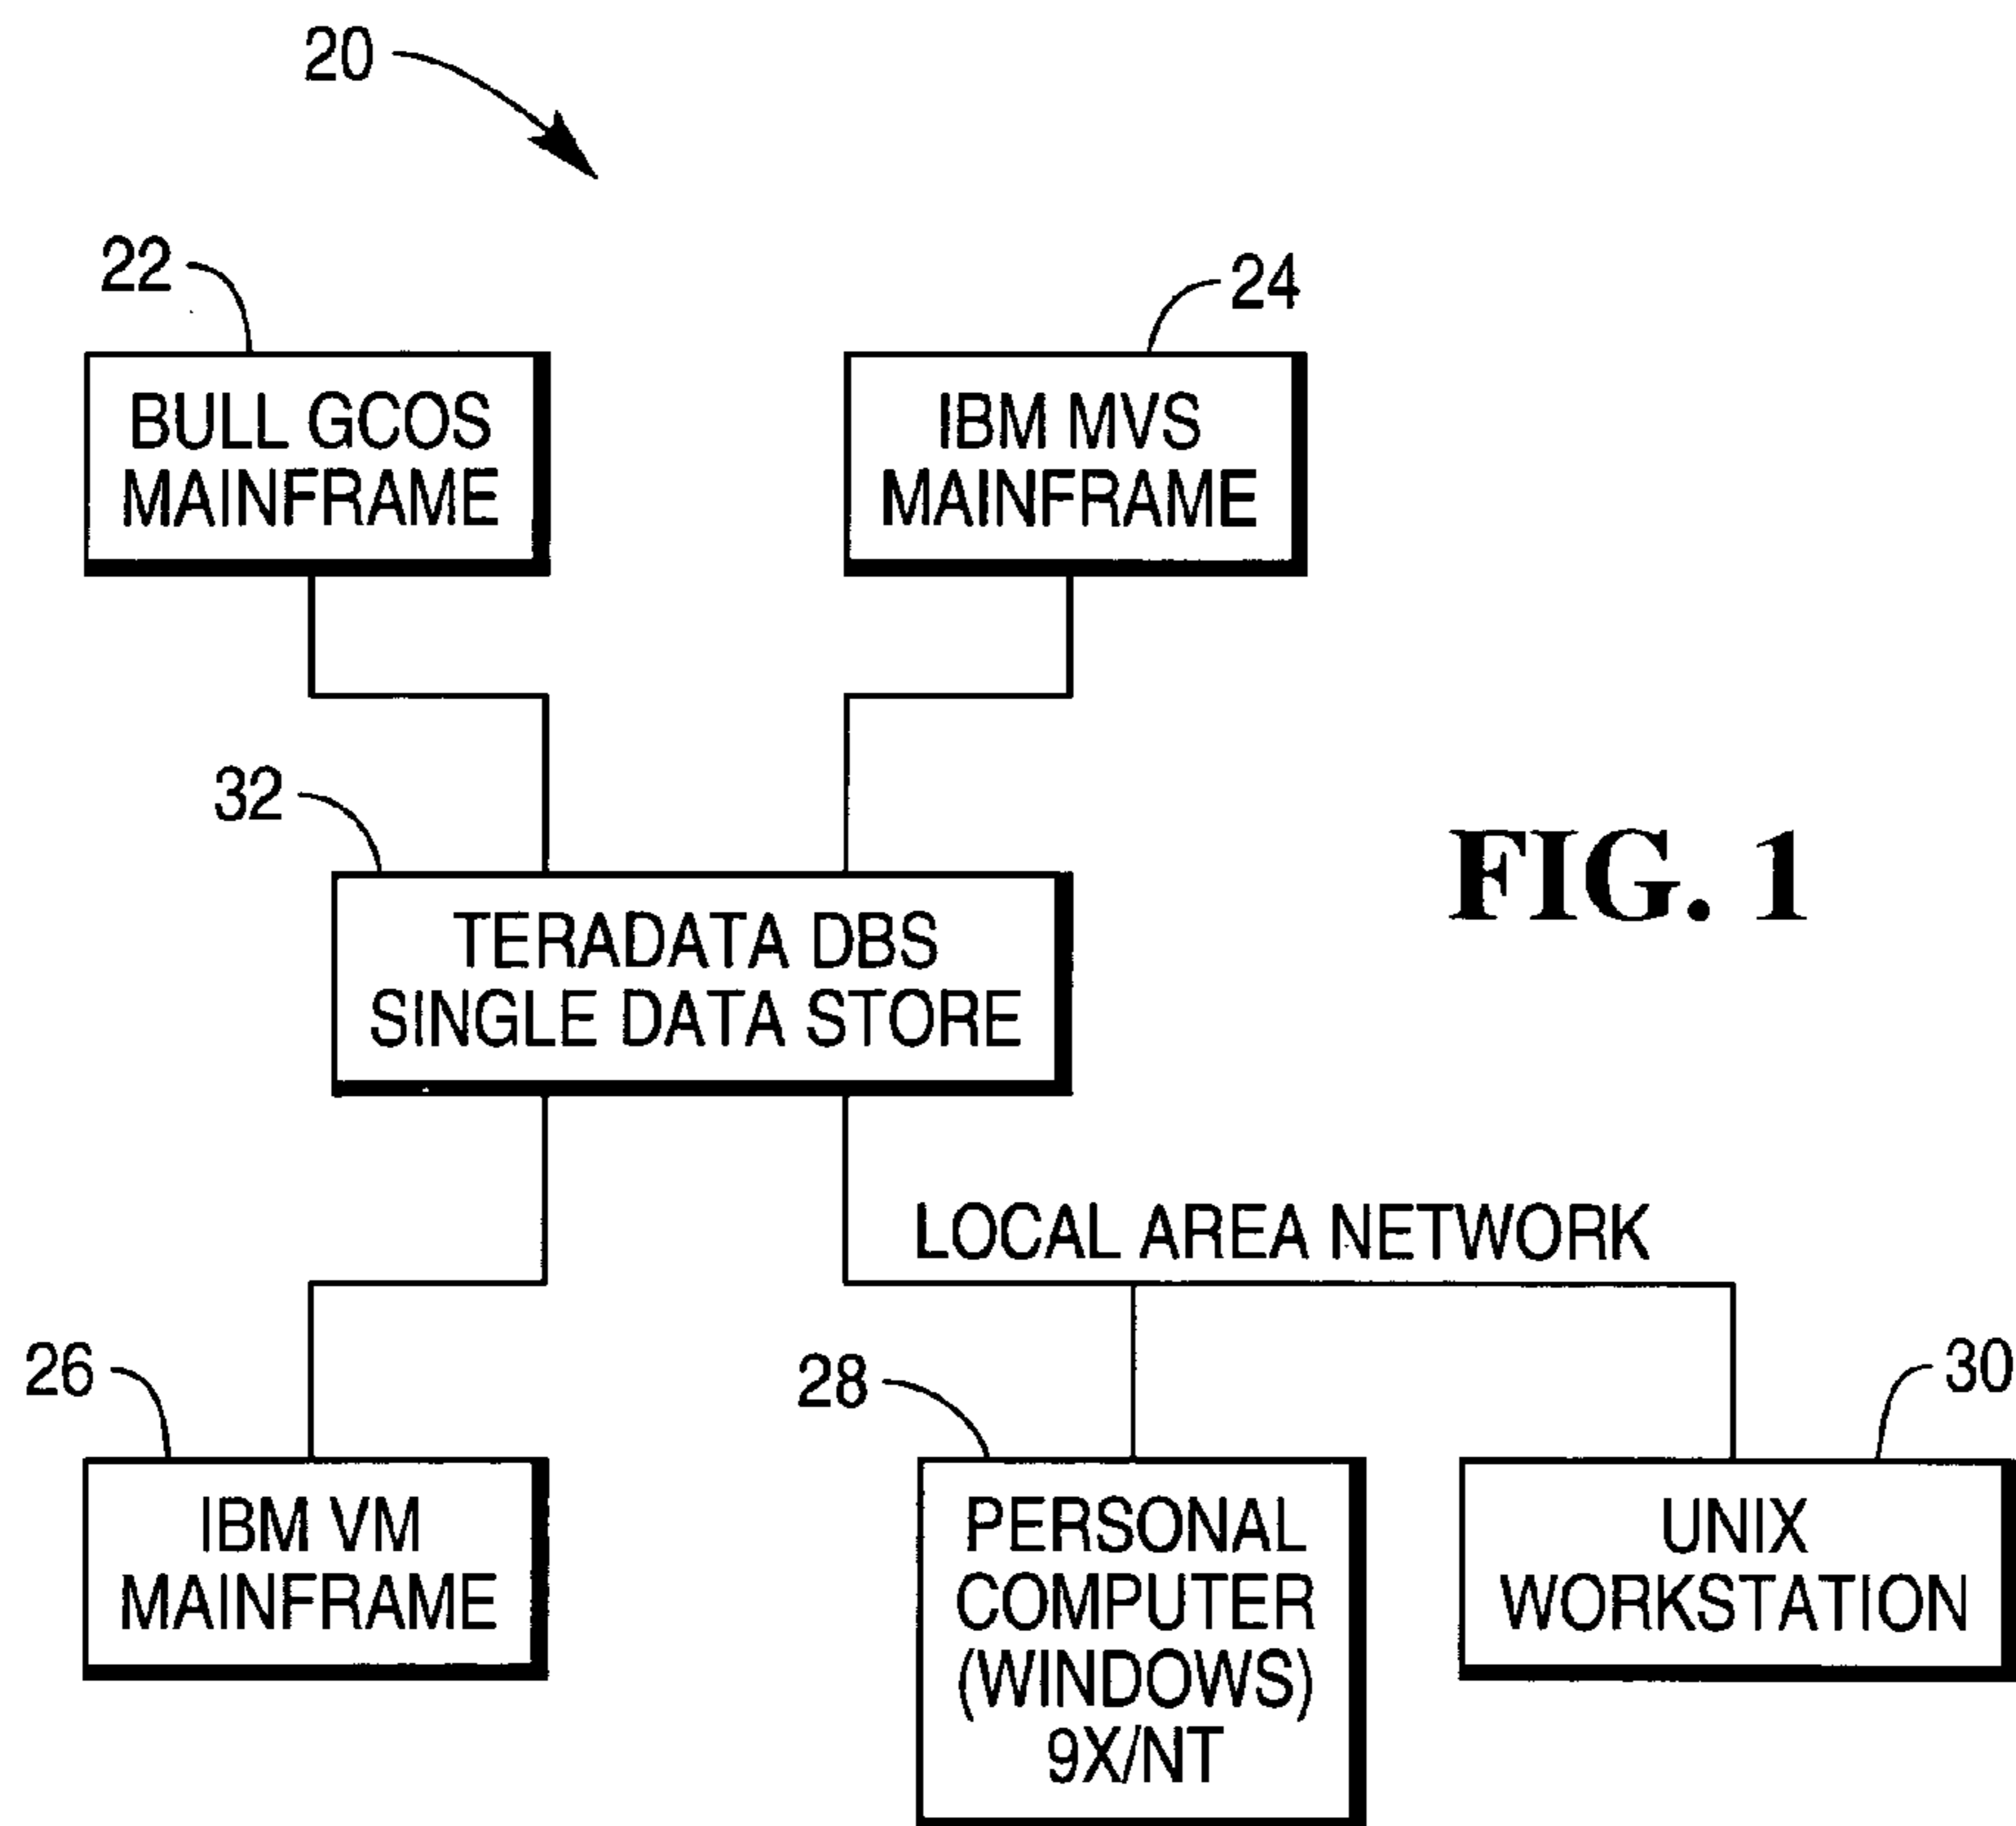 20
22
24
BULL GCOS
MAINFRAME
IBM MVS
MAINFRAME
32
TERADATA DBS
SINGLE DATA STORE
FIG. 1
LOCAL AREA NETWORK
26
28
30
IBM VM
MAINFRAME
PERSONAL
COMPUTER
(WINDOWS)
9X/NT
UNIX
WORKSTATION